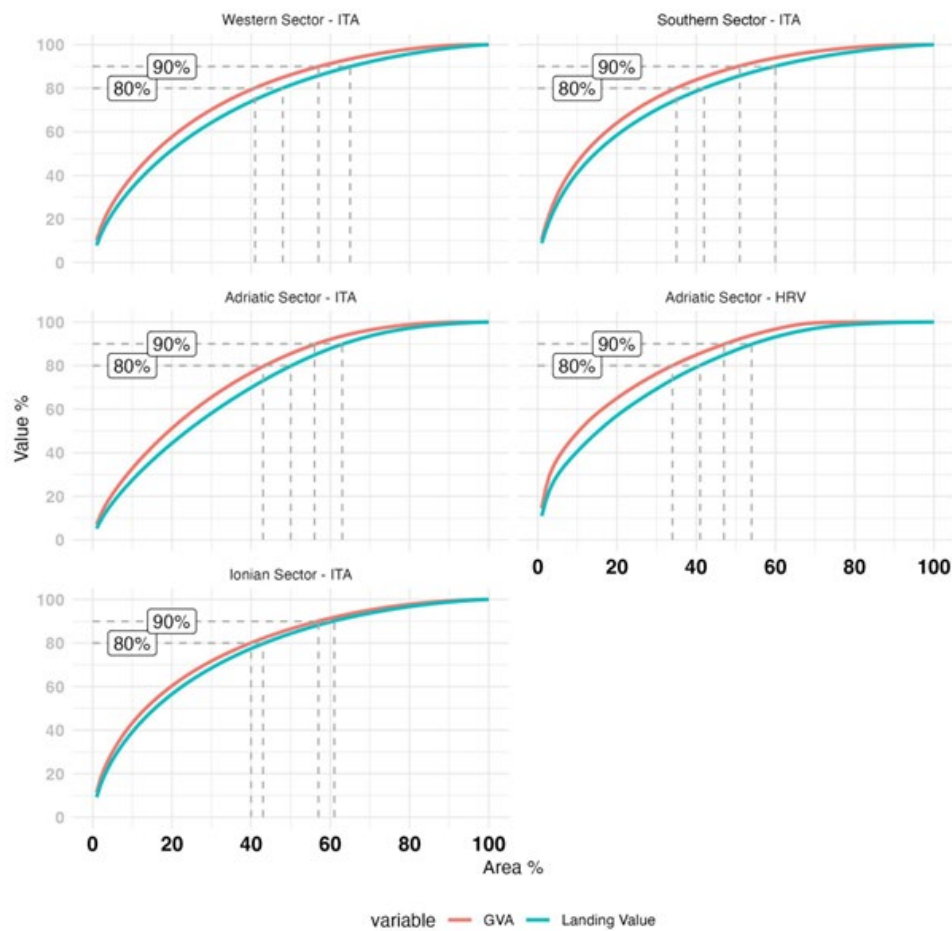 Western Sector - ITA
Southern Sector - ITA
100
90%
90%
80
80%
80%
60
40
20
0
Adriatic Sector - ITA
Adriatic Sector - HRV
100
90%
90%
80
80%
80%
60
40
20
0
0 20 40 60 80 100
Ionian Sector - ITA
100
90%
80
80%
60
40
20
0
0 20 40 60 80 100
Value %
Area %
variable GVA Landing Value